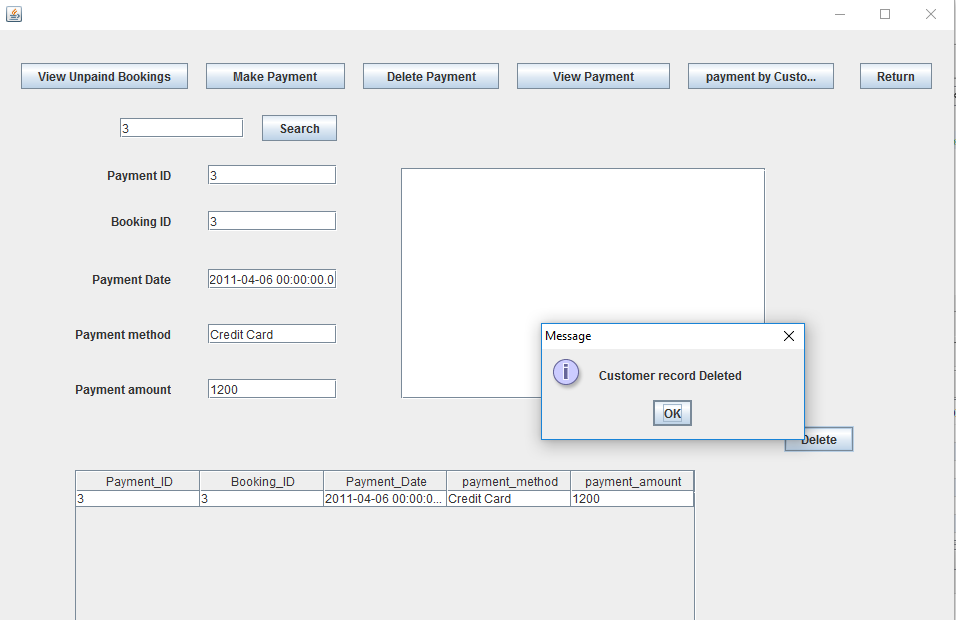 View Unpaind Bookings Make Payment Delete Payment View Payment payment by Custo... Return
3 Search
Payment ID 3
Booking ID 3
Payment Date 2011-04-06 00:00:00.0
Payment method Credit Card
Payment amount 1200
Message
Customer record Deleted
OK
Delete
Payment_ID Booking_ID Payment_Date payment_method payment_amount
3 3 2011-04-06 00:00:0... Credit Card 1200